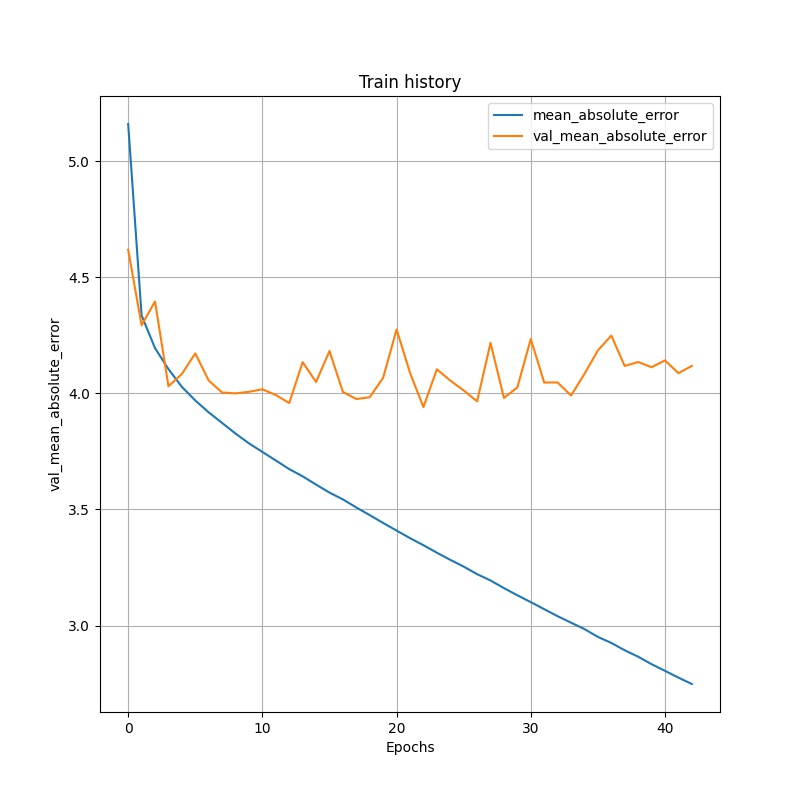 Train history
mean_absolute_error
val_mean_absolute_error
val_mean_absolute_error
5.0
4.5
4.0
3.5
3.0
0 10 20 30 40
Epochs